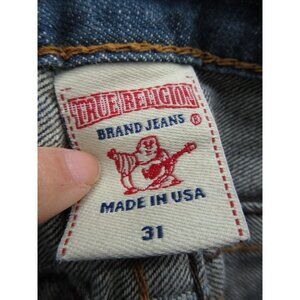 TRUE RELIGION
BRAND JEANS ®
MADE IN USA
31